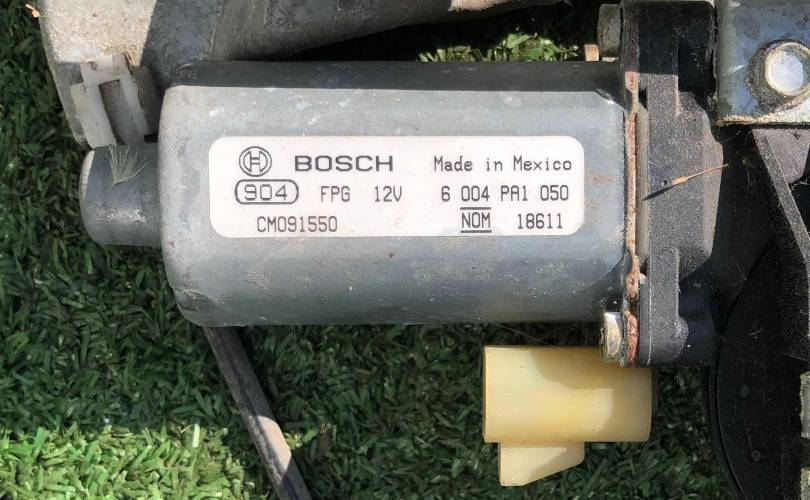 BOSCH Made in Mexico
904 FPG 12V 6 004 PA1 050
CM091550 NOM 18611